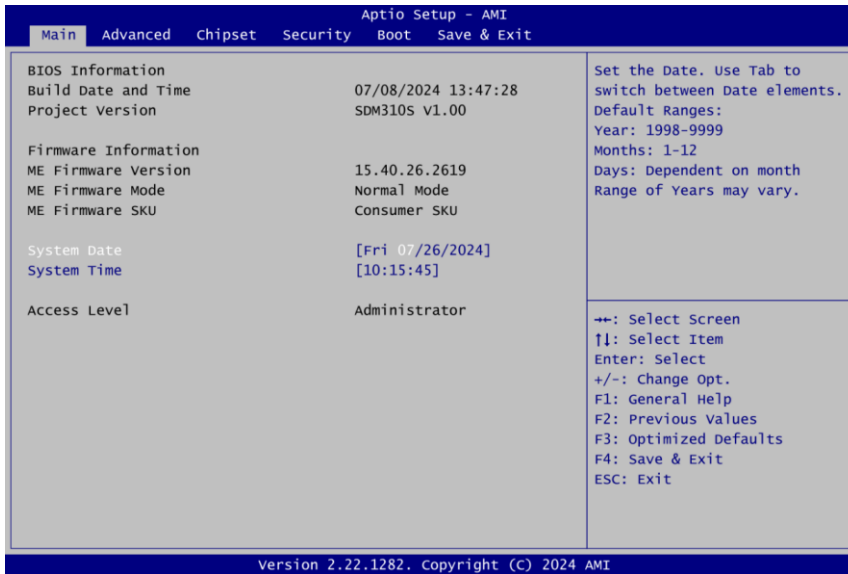 Aptio Setup - AMI
Main Advanced Chipset Security Boot Save & Exit
BIOS Information
Build Date and Time 07/08/2024 13:47:28
Project Version SDM310S V1.00
Firmware Information
ME Firmware Version 15.40.26.2619
ME Firmware Mode Normal Mode
ME Firmware SKU Consumer SKU
System Date [Fri 07/26/2024]
System Time [10:15:45]
Access Level Administrator
Set the Date. Use Tab to
switch between Date elements.
Default Ranges:
Year: 1998-9999
Months: 1-12
Days: Dependent on month
Range of Years may vary.
→←: Select Screen
↑↓: Select Item
Enter: Select
+/-: Change Opt.
F1: General Help
F2: Previous Values
F3: Optimized Defaults
F4: Save & Exit
ESC: Exit
Version 2.22.1282. Copyright (C) 2024 AMI